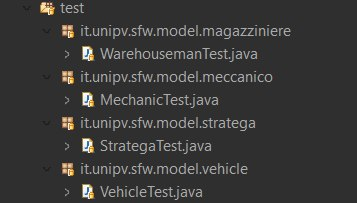 test
it.unipv.sfw.model.magazziniere
WarehousemanTest.java
it.unipv.sfw.model.meccanico
MechanicTest.java
it.unipv.sfw.model.stratega
StrategaTest.java
it.unipv.sfw.model.vehicle
VehicleTest.java